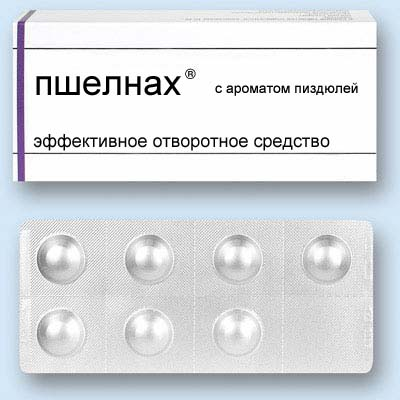 пшелнах® с ароматом пиздюлей
эффективное отворотное средство